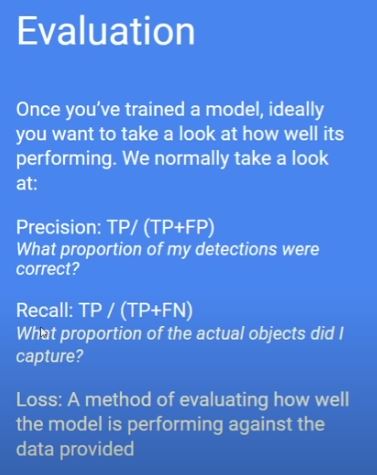 Evaluation
Once you've trained a model, ideally
you want to take a look at how well its
performing. We normally take a look
at:
Precision: TP/ (TP+FP)
What proportion of my detections were
correct?
Recall: TP / (TP+FN)
What proportion of the actual objects did I
capture?
Loss: A method of evaluating how well
the model is performing against the
data provided